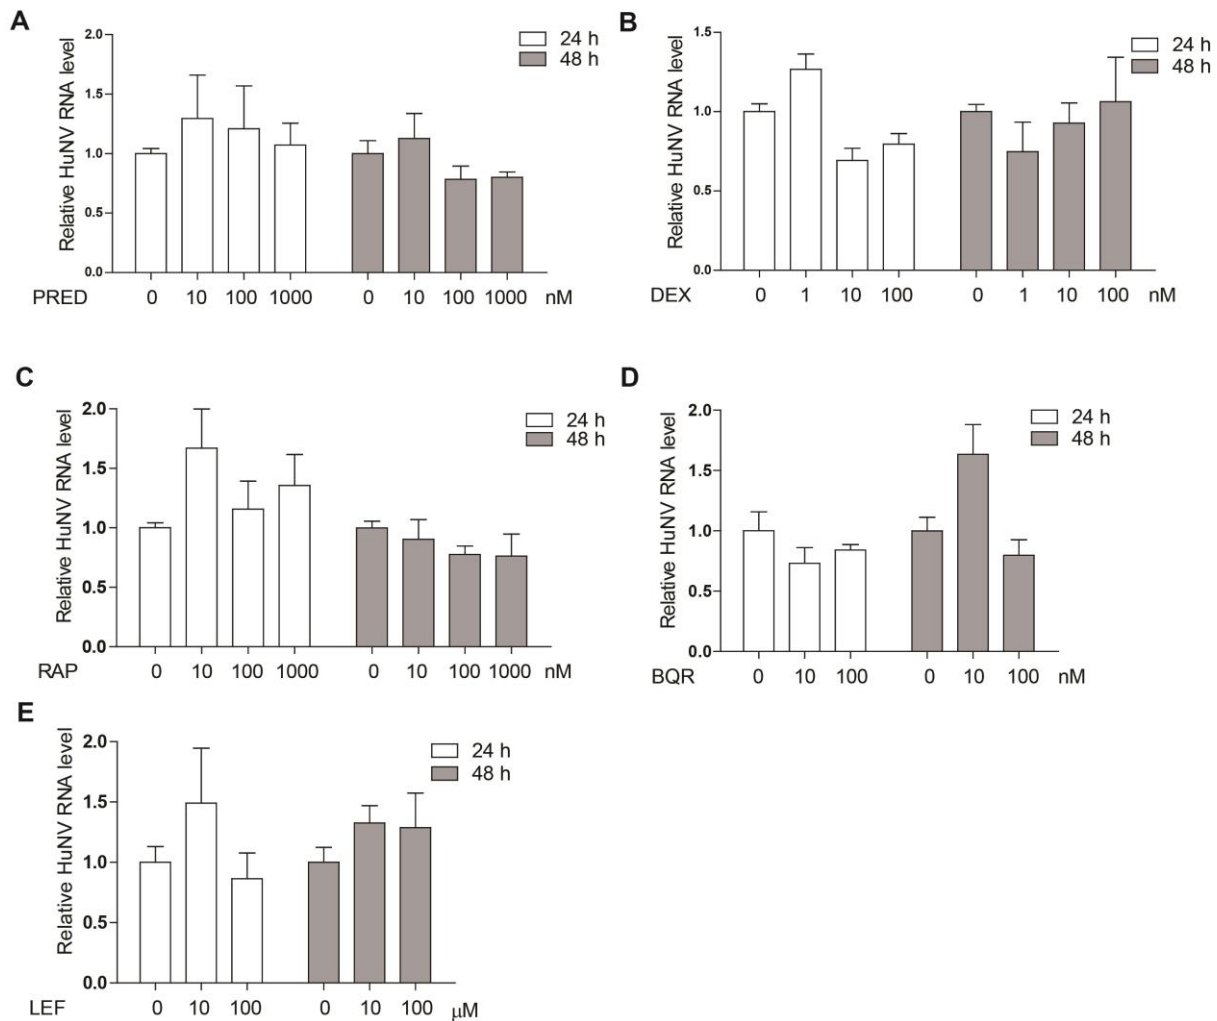 A
Relative HuNV RNA level
2.0
1.5
1.0
0.5
0.0
24 h
48 h
PRED 0 10 100 1000 0 10 100 1000 nM
B
Relative HuNV RNA level
1.5
1.0
0.5
0.0
24 h
48 h
DEX 0 1 10 100 0 1 10 100 nM
C
Relative HuNV RNA level
2.0
1.5
1.0
0.5
0.0
24 h
48 h
RAP 0 10 100 1000 0 10 100 1000 nM
D
Relative HuNV RNA level
2.0
1.5
1.0
0.5
0.0
24 h
48 h
BQR 0 10 100 0 10 100 nM
E
Relative HuNV RNA level
2.0
1.5
1.0
0.5
0.0
24 h
48 h
LEF 0 10 100 0 10 100 μM